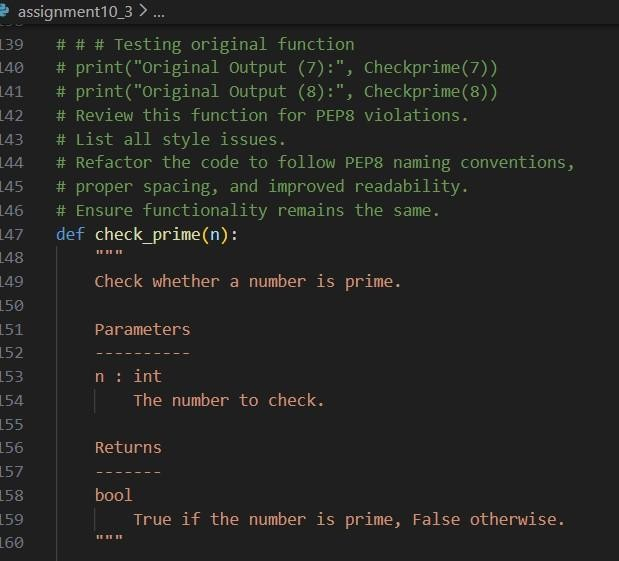 assignment10_3 > ...
139 # # # Testing original function
140 # print("Original Output (7):", Checkprime(7))
141 # print("Original Output (8):", Checkprime(8))
142 # Review this function for PEP8 violations.
143 # List all style issues.
144 # Refactor the code to follow PEP8 naming conventions,
145 # proper spacing, and improved readability.
146 # Ensure functionality remains the same.
147 def check_prime(n):
148 """
149 Check whether a number is prime.
150
151 Parameters
152 ----------
153 n : int
154 The number to check.
155
156 Returns
157 -------
158 bool
159 True if the number is prime, False otherwise.
160 """